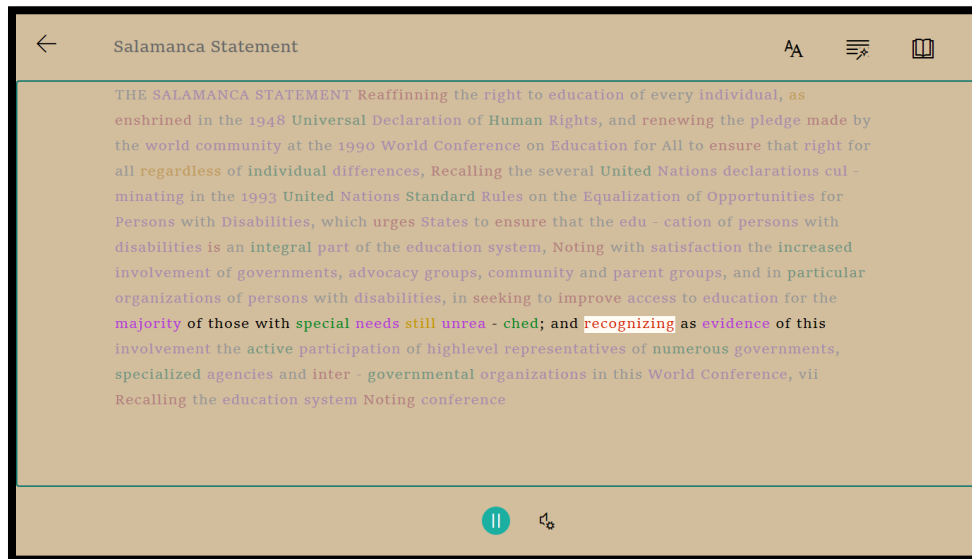 Salamanca Statement
THE SALAMANCA STATEMENT Reaffinning the right to education of every individual, as
enshrined in the 1948 Universal Declaration of Human Rights, and renewing the pledge made by
the world community at the 1990 World Conference on Education for All to ensure that right for
all regardless of individual differences, Recalling the several United Nations declarations cul -
minating in the 1993 United Nations Standard Rules on the Equalization of Opportunities for
Persons with Disabilities, which urges States to ensure that the edu - cation of persons with
disabilities is an integral part of the education system, Noting with satisfaction the increased
involvement of governments, advocacy groups, community and parent groups, and in particular
organizations of persons with disabilities, in seeking to improve access to education for the
majority of those with special needs still unrea - ched; and recognizing as evidence of this
involvement the active participation of highlevel representatives of numerous governments,
specialized agencies and inter - governmental organizations in this World Conference, vii
Recalling the education system Noting conference